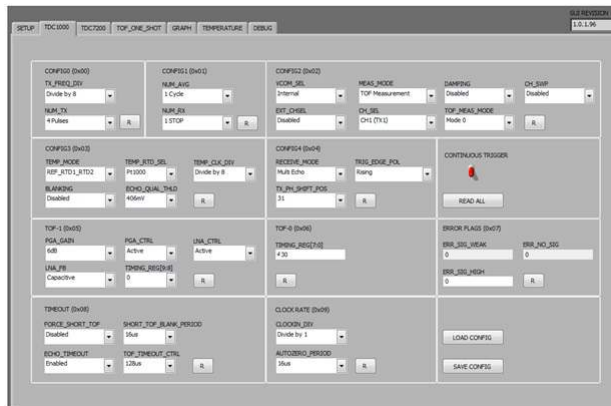 GUI REVISION
1.0.1.96
SETUP TDC1000 TDC7200 TOF_ONE_SHOT GRAPH TEMPERATURE DEBUG
CONFIG0 (0x00)
TX_FREQ_DIV
Divide by 8
NUM_TX
4 Pulses
R
CONFIG1 (0x01)
NUM_AVG
1 Cycle
NUM_RX
1 STOP
R
CONFIG2 (0x02)
VCOM_SEL MEAS_MODE DAMPING CH_SWP
Internal TOF Measurement Disabled Disabled
EXT_CHSEL CH_SEL TOF_MEAS_MODE
Disabled CH1 (TX1) Mode 0 R
CONFIG3 (0x03)
TEMP_MODE TEMP_RTD_SEL TEMP_CLK_DIV
REF_RTD1_RTD2 Pt1000 Divide by 8
BLANKING ECHO_QUAL_THLD
Disabled 406mV R
CONFIG4 (0x04)
RECEIVE_MODE TRIG_EDGE_POL
Multi Echo Rising
TX_PH_SHIFT_POS
31 R
CONTINUOUS TRIGGER
READ ALL
TOF-1 (0x05)
PGA_GAIN PGA_CTRL LNA_CTRL
6dB Active Active
LNA_FB TIMING_REG[9:8]
Capacitive 0 R
TOF-0 (0x06)
TIMING_REG[7:0]
x30
R
ERROR FLAGS (0x07)
ERR_SIG_WEAK ERR_NO_SIG
0 0
ERR_SIG_HIGH
0 R
TIMEOUT (0x08)
FORCE_SHORT_TOF SHORT_TOF_BLANK_PERIOD
Disabled 16us
ECHO_TIMEOUT TOF_TIMEOUT_CTRL
Enabled 128us R
CLOCK RATE (0x09)
CLOCKIN_DIV
Divide by 1
AUTOZERO_PERIOD
16us R
LOAD CONFIG
SAVE CONFIG